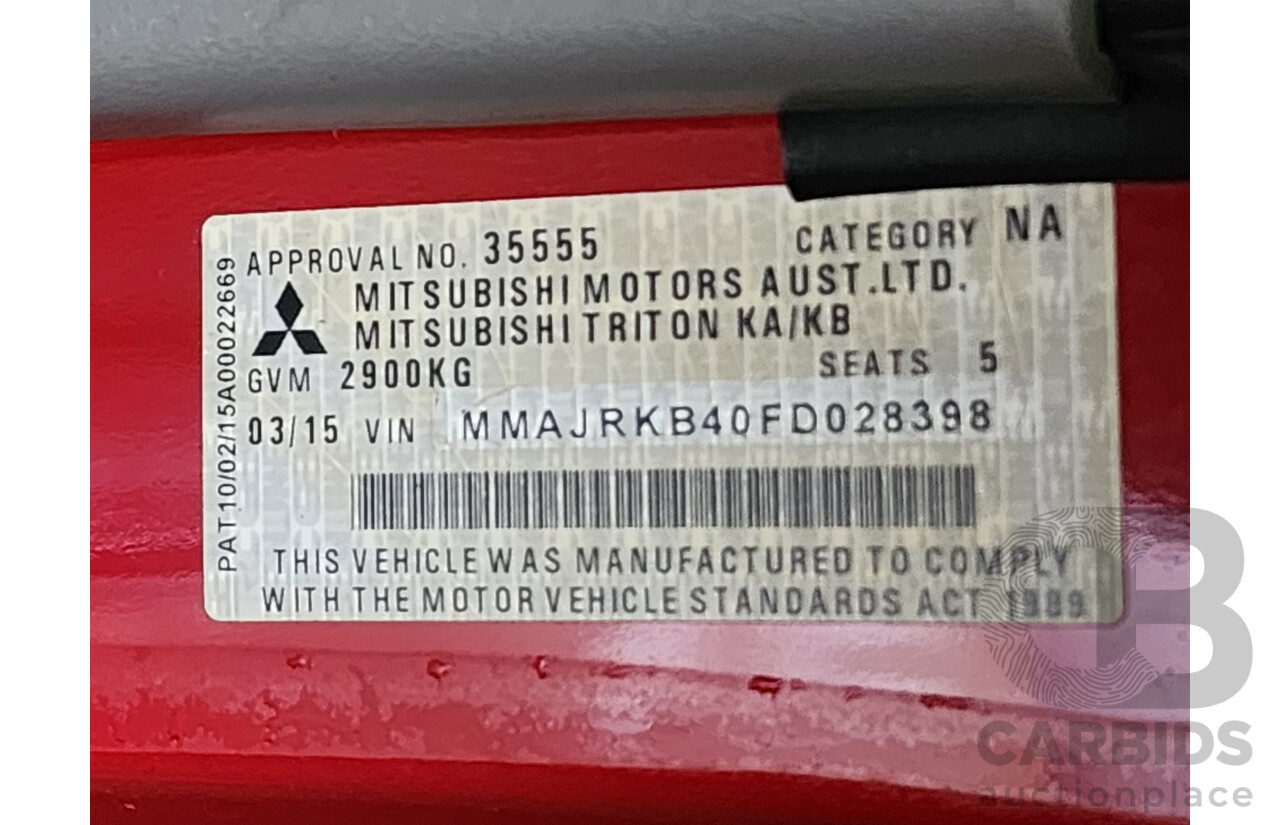 APPROVAL NO. 35555 CATEGORY NA
MITSUBISHI MOTORS AUST.LTD.
MITSUBISHI TRITON KA/KB
GVM 2900KG SEATS 5
03/15 VIN MMAJRKB40FD028398
THIS VEHICLE WAS MANUFACTURED TO COMPLY
WITH THE MOTOR VEHICLE STANDARDS ACT 1989
PAT10/02/15A00022669
CB
CARBIDS
auctionplace